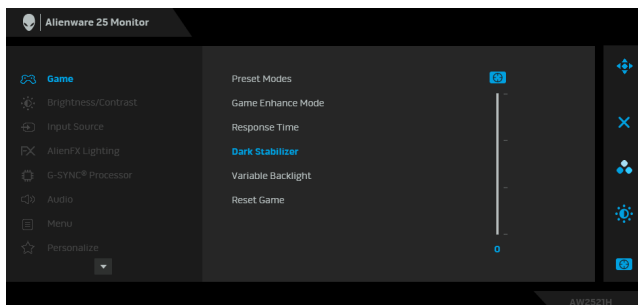 Alienware 25 Monitor
Game
Brightness/Contrast
Input Source
FX AlienFX Lighting
G-SYNC® Processor
Audio
Menu
Personalize
Preset Modes
Game Enhance Mode
Response Time
Dark Stabilizer
Variable Backlight
Reset Game
0
AW2521H